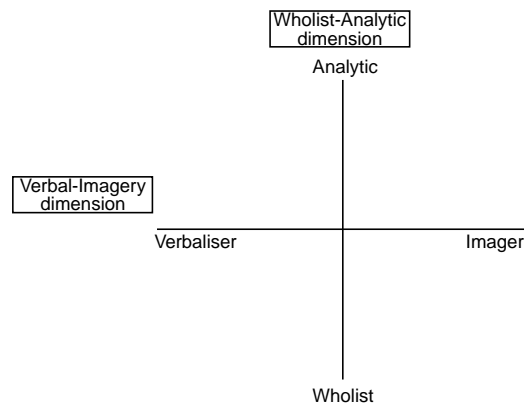 Wholist-Analytic
dimension
Analytic
Verbal-Imagery
dimension
Verbaliser
Imager
Wholist